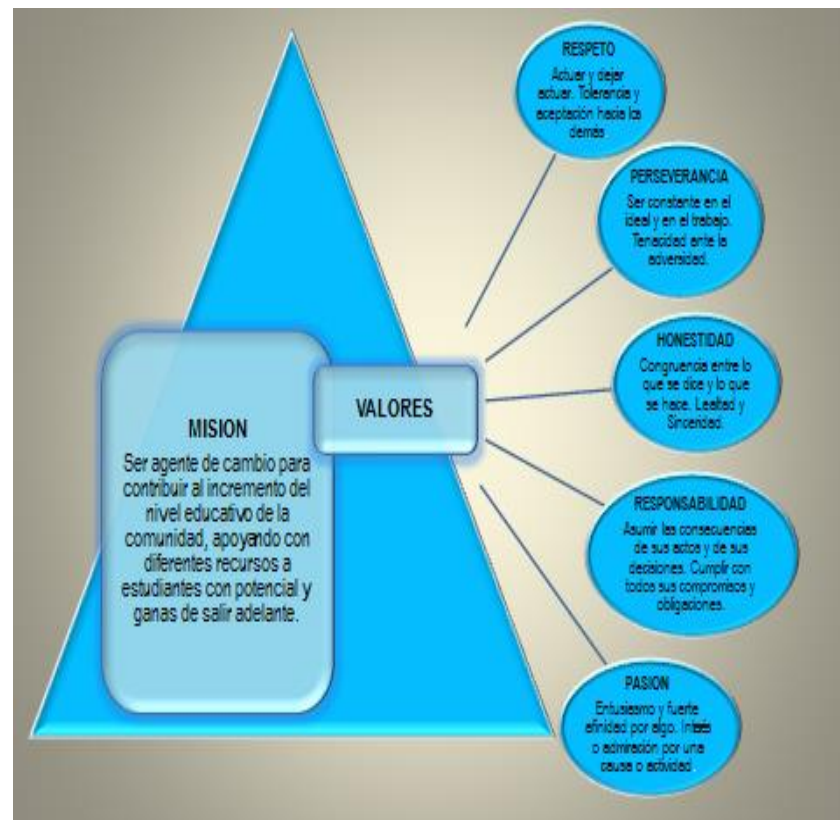 MISION
Ser agente de cambio para
contribuir al incremento del
nivel educativo de la
comunidad, apoyando con
diferentes recursos a
estudiantes con potencial y
ganas de salir adelante.
VALORES
RESPETO
Actuar y dejar
actuar. Tolerancia y
aceptación hacia los
demás
PERSEVERANCIA
Ser constante en el
ideal y en el trabajo.
Tenacidad ante la
adversidad.
HONESTIDAD
Congruencia entre lo
que se dice y lo que
se hace. Lealtad y
Sinceridad.
RESPONSABILIDAD
Asumir las consecuencias
de sus actos y de sus
decisiones. Cumplir con
todos sus compromisos y
obligaciones.
PASION
Entusiasmo y fuerte
afinidad por algo. Interés
o admiración por una
causa o actividad.